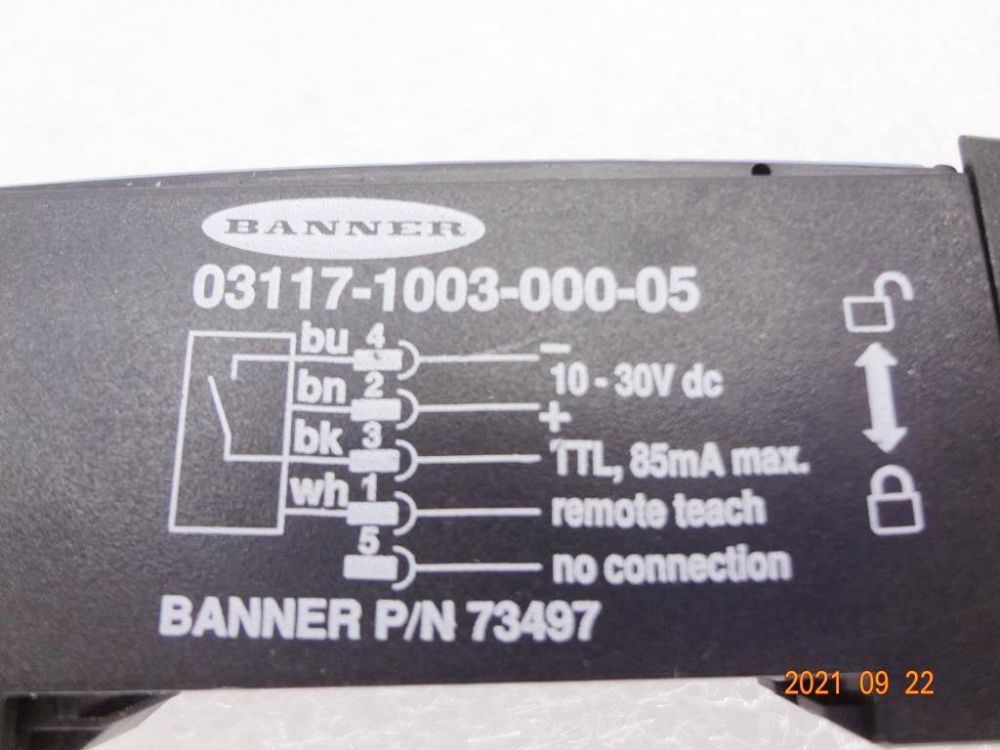 BANNER
03117-1003-000-05
bu 4 −
10 - 30V dc
bn 2 +
bk 3 TTL, 85mA max.
wh 1 remote teach
5 no connection
BANNER P/N 73497
2021 09 22